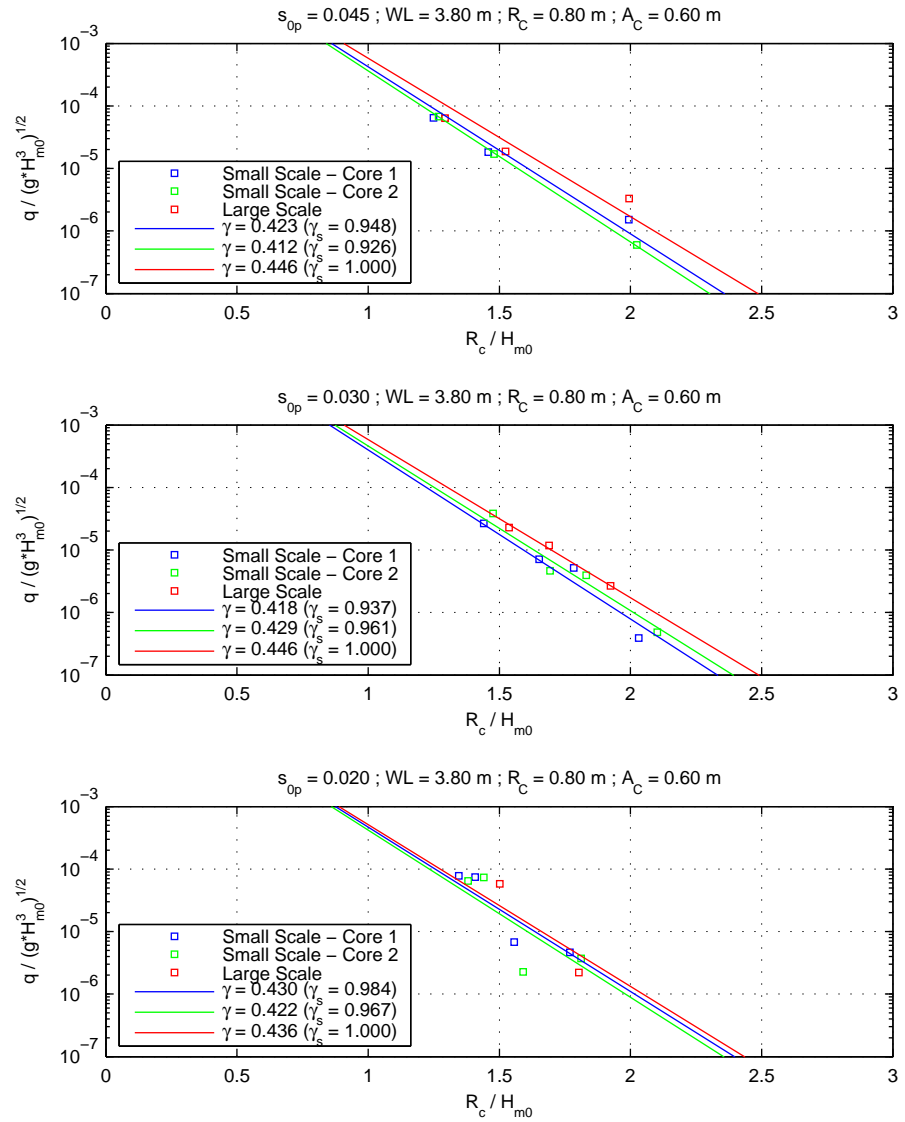 s0p = 0.045 ; WL = 3.80 m ; RC = 0.80 m ; AC = 0.60 m
10−3
10−4
10−5
10−6
10−7
q / (g*H3m0)1/2
Small Scale − Core 1
Small Scale − Core 2
Large Scale
γ = 0.423 (γs = 0.948)
γ = 0.412 (γs = 0.926)
γ = 0.446 (γs = 1.000)
0 0.5 1 1.5 2 2.5 3
Rc / Hm0
s0p = 0.030 ; WL = 3.80 m ; RC = 0.80 m ; AC = 0.60 m
10−3
10−4
10−5
10−6
10−7
q / (g*H3m0)1/2
Small Scale − Core 1
Small Scale − Core 2
Large Scale
γ = 0.418 (γs = 0.937)
γ = 0.429 (γs = 0.961)
γ = 0.446 (γs = 1.000)
0 0.5 1 1.5 2 2.5 3
Rc / Hm0
s0p = 0.020 ; WL = 3.80 m ; RC = 0.80 m ; AC = 0.60 m
10−3
10−4
10−5
10−6
10−7
q / (g*H3m0)1/2
Small Scale − Core 1
Small Scale − Core 2
Large Scale
γ = 0.430 (γs = 0.984)
γ = 0.422 (γs = 0.967)
γ = 0.436 (γs = 1.000)
0 0.5 1 1.5 2 2.5 3
Rc / Hm0